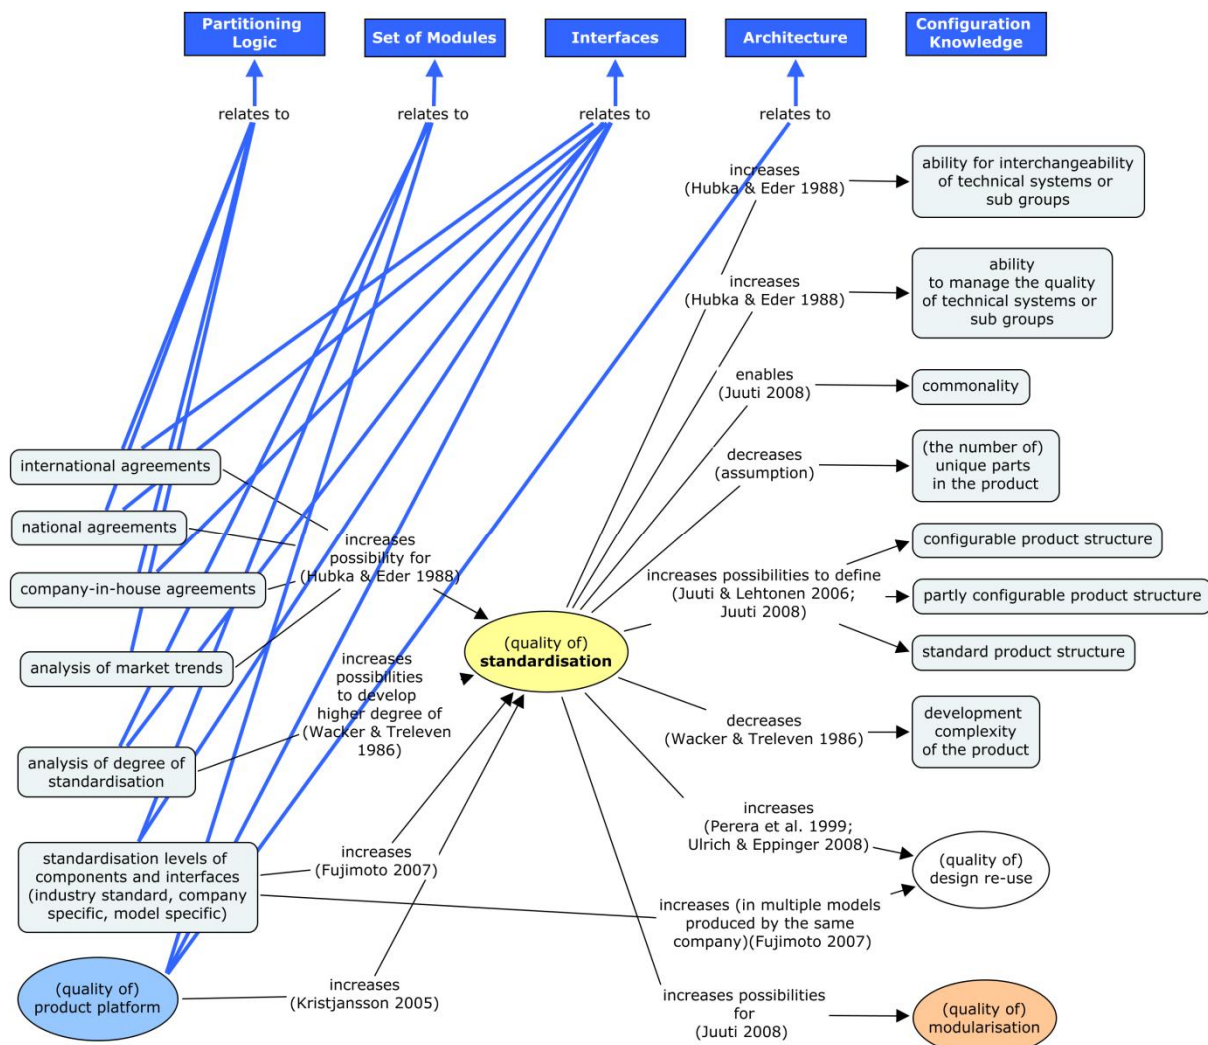 Partitioning
Logic
Set of Modules
Interfaces
Architecture
Configuration
Knowledge
relates to
relates to
relates to
relates to
increases
(Hubka & Eder 1988)
ability for interchangeability
of technical systems or
sub groups
increases
(Hubka & Eder 1988)
ability
to manage the quality
of technical systems or
sub groups
enables
(Juuti 2008)
commonality
decreases
(assumption)
(the number of)
unique parts
in the product
international agreements
national agreements
company-in-house agreements
analysis of market trends
increases
possibility for
(Hubka & Eder 1988)
increases possibilities to define
(Juuti & Lehtonen 2006;
Juuti 2008)
configurable product structure
partly configurable product structure
standard product structure
(quality of)
standardisation
increases
possibilities
to develop
higher degree of
(Wacker & Treleven
1986)
analysis of degree of
standardisation
decreases
(Wacker & Treleven 1986)
development
complexity
of the product
standardisation levels of
components and interfaces
(industry standard, company
specific, model specific)
increases
(Fujimoto 2007)
increases
(Perera et al. 1999;
Ulrich & Eppinger 2008)
(quality of)
design re-use
increases (in multiple models
produced by the same
company)(Fujimoto 2007)
(quality of)
product platform
increases
(Kristjansson 2005)
increases possibilities
for
(Juuti 2008)
(quality of)
modularisation